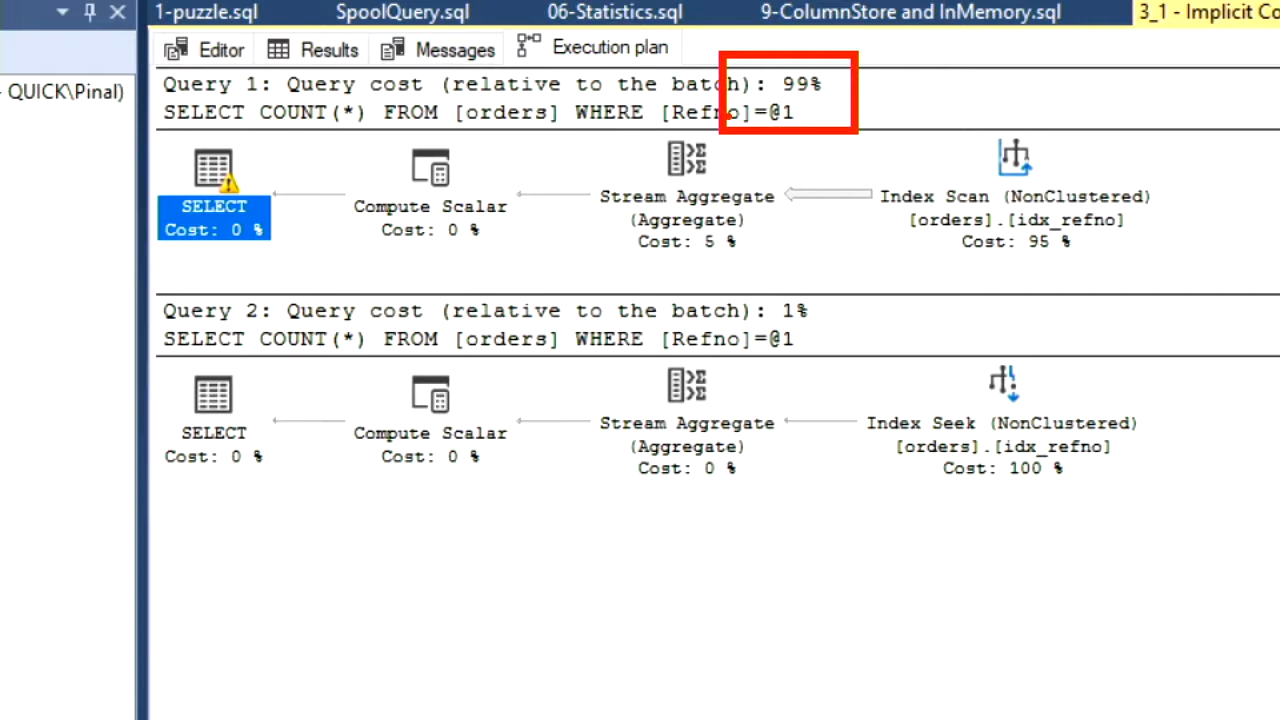 1-puzzle.sql SpoolQuery.sql 06-Statistics.sql 9-ColumnStore and InMemory.sql 3_1 - Implicit Co
Editor Results Messages Execution plan
- QUICK\Pinal)
Query 1: Query cost (relative to the batch): 99%
SELECT COUNT(*) FROM [orders] WHERE [Refno]=@1
SELECT
Cost: 0 %
Compute Scalar
Cost: 0 %
Stream Aggregate
(Aggregate)
Cost: 5 %
Index Scan (NonClustered)
[orders].[idx_refno]
Cost: 95 %
Query 2: Query cost (relative to the batch): 1%
SELECT COUNT(*) FROM [orders] WHERE [Refno]=@1
SELECT
Cost: 0 %
Compute Scalar
Cost: 0 %
Stream Aggregate
(Aggregate)
Cost: 0 %
Index Seek (NonClustered)
[orders].[idx_refno]
Cost: 100 %